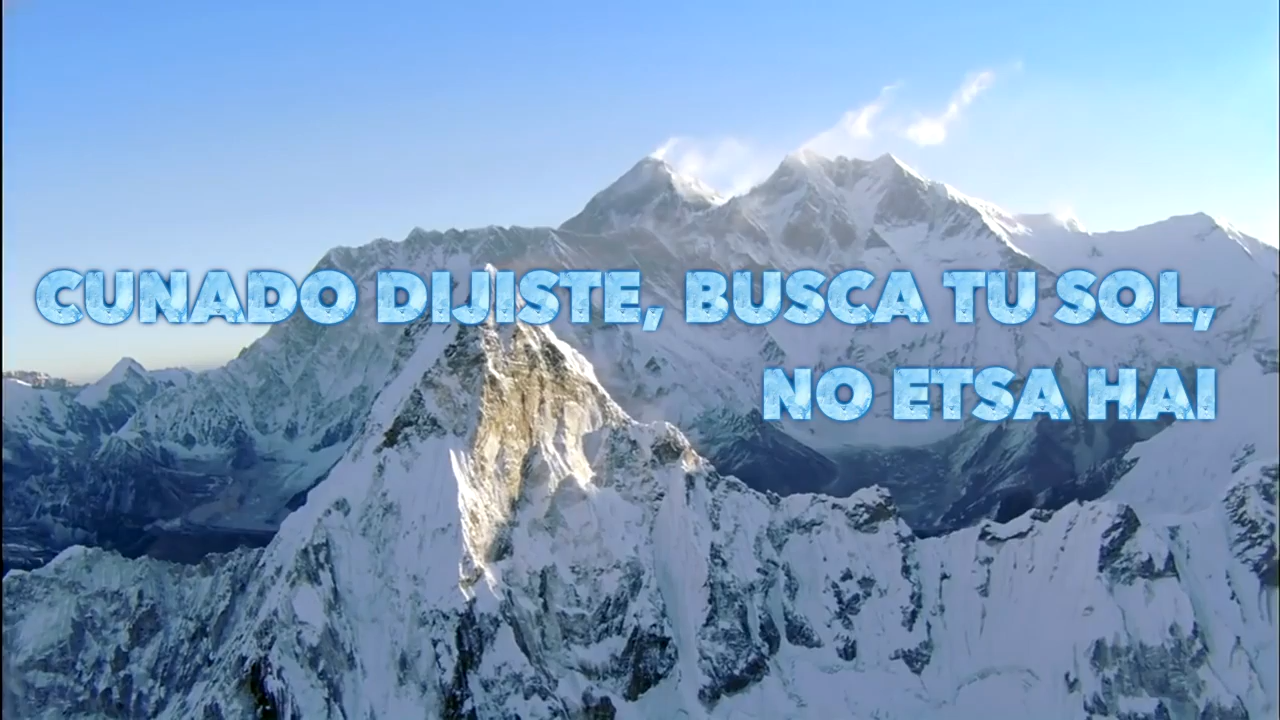 CUNADO DIJISTE, BUSCA TU SOL,
NO ETSA HAI